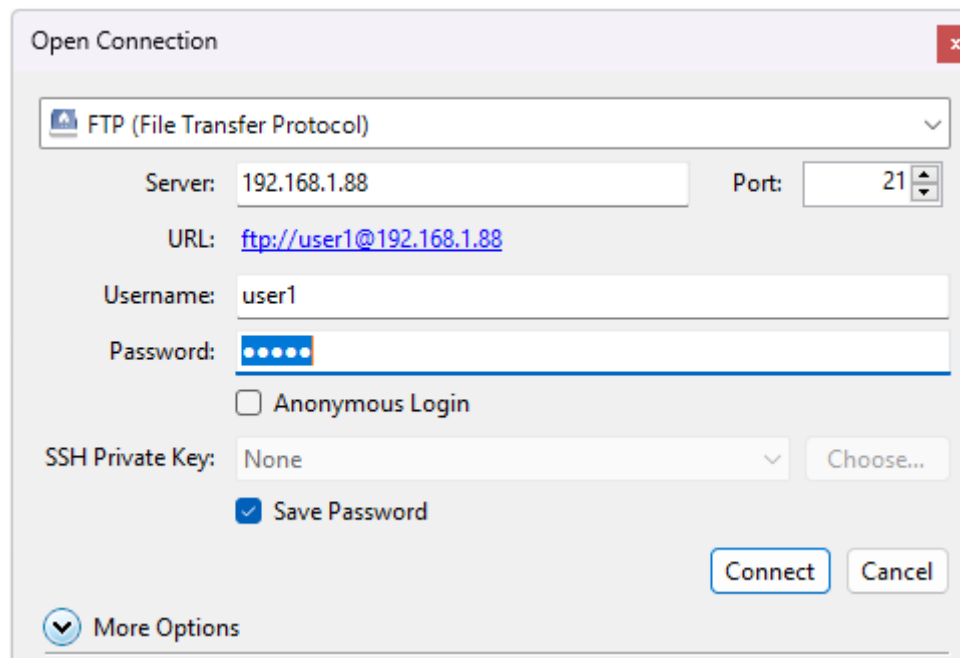 Open Connection
FTP (File Transfer Protocol)
Server: 192.168.1.88 Port: 21
URL: ftp://user1@192.168.1.88
Username: user1
Password: •••••
Anonymous Login
SSH Private Key: None Choose...
Save Password
Connect Cancel
More Options